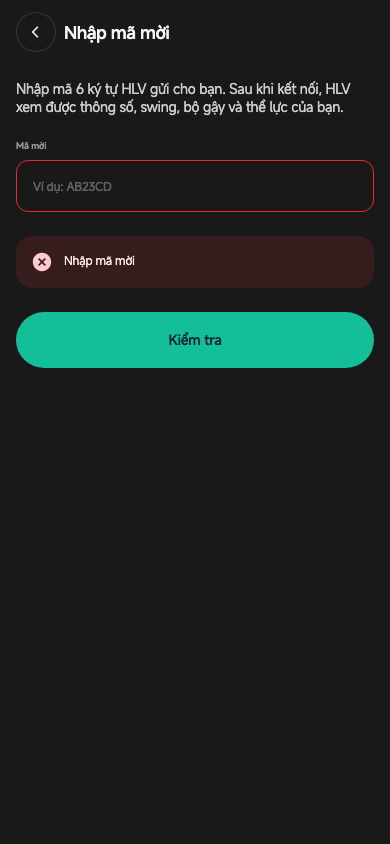 Nhập mã mời
Nhập mã 6 ký tự HLV gửi cho bạn. Sau khi kết nối, HLV
xem được thông số, swing, bộ gậy và thể lực của bạn.
Mã mời
Ví dụ: AB23CD
Nhập mã mời
Kiểm tra